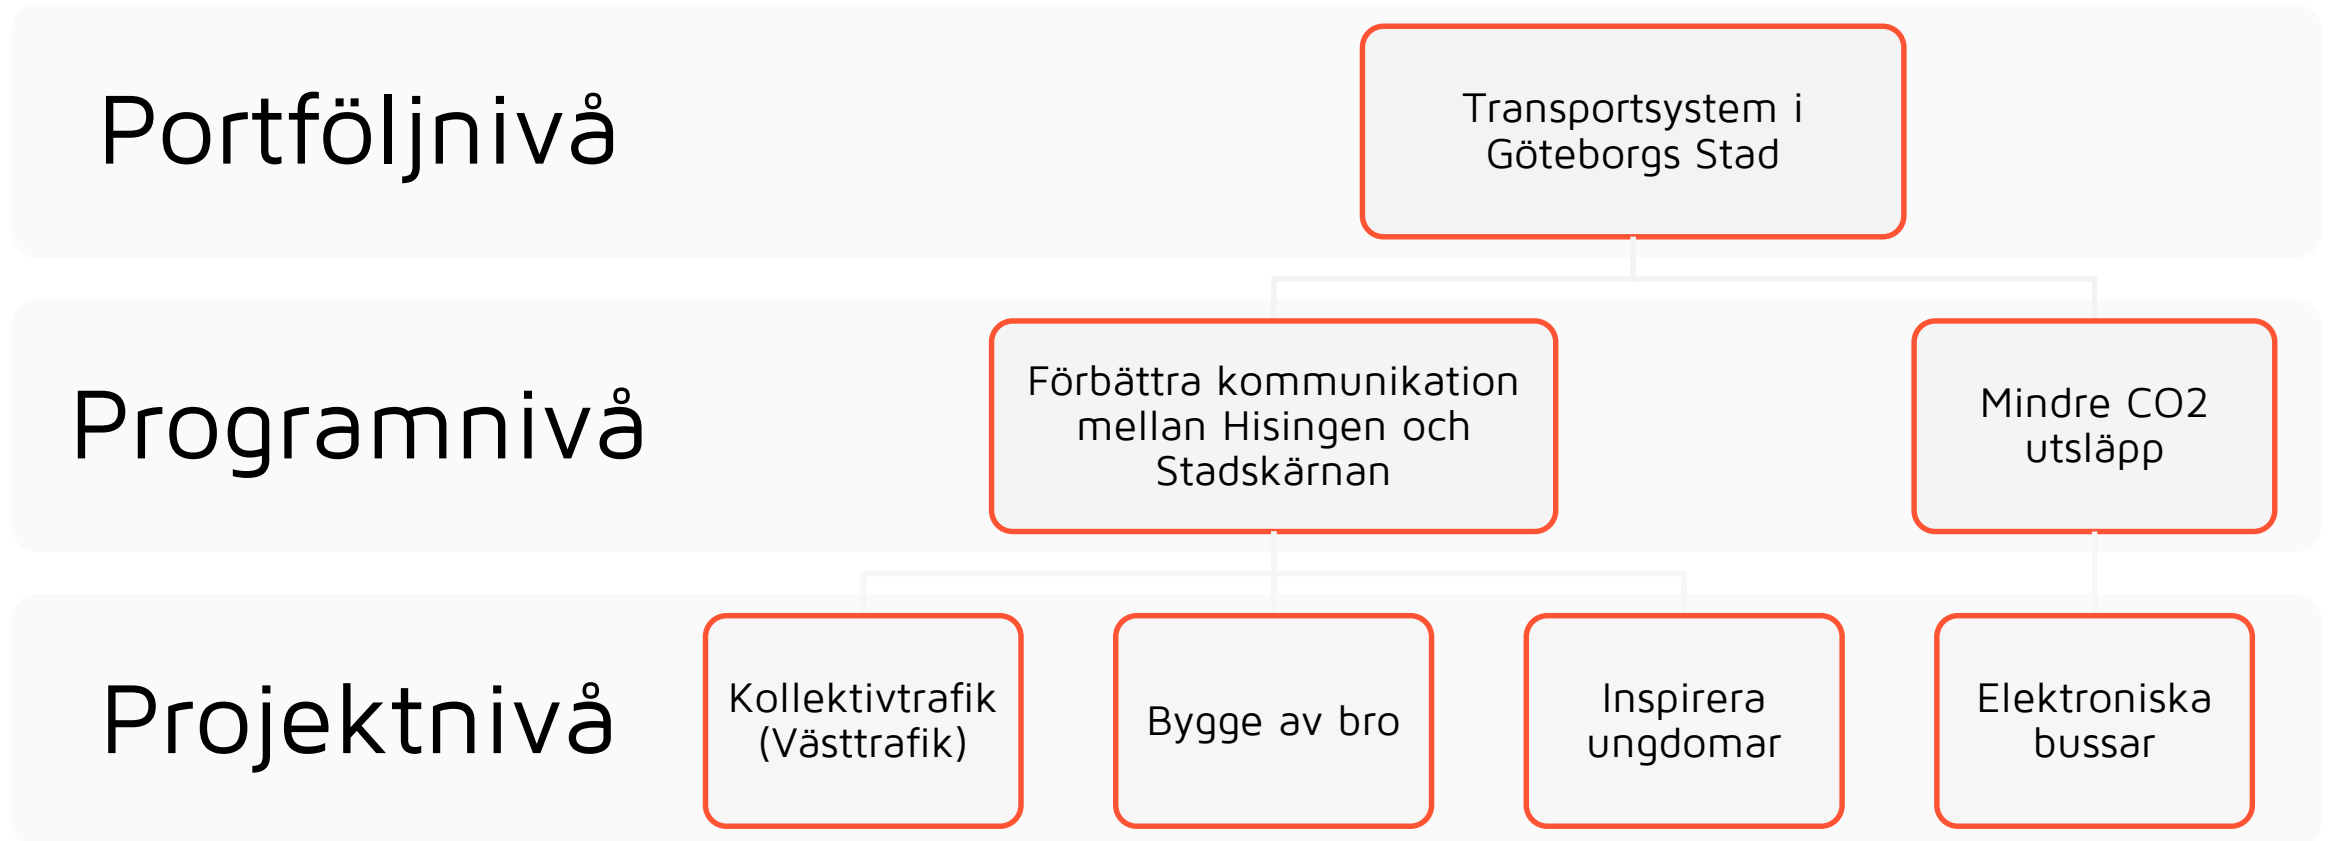 Portföljnivå
Transportsystem i
Göteborgs Stad
Programnivå
Förbättra kommunikation
mellan Hisingen och
Stadskärnan
Mindre CO2
utsläpp
Projektnivå
Kollektivtrafik
(Västtrafik)
Bygge av bro
Inspirera
ungdomar
Elektroniska
bussar